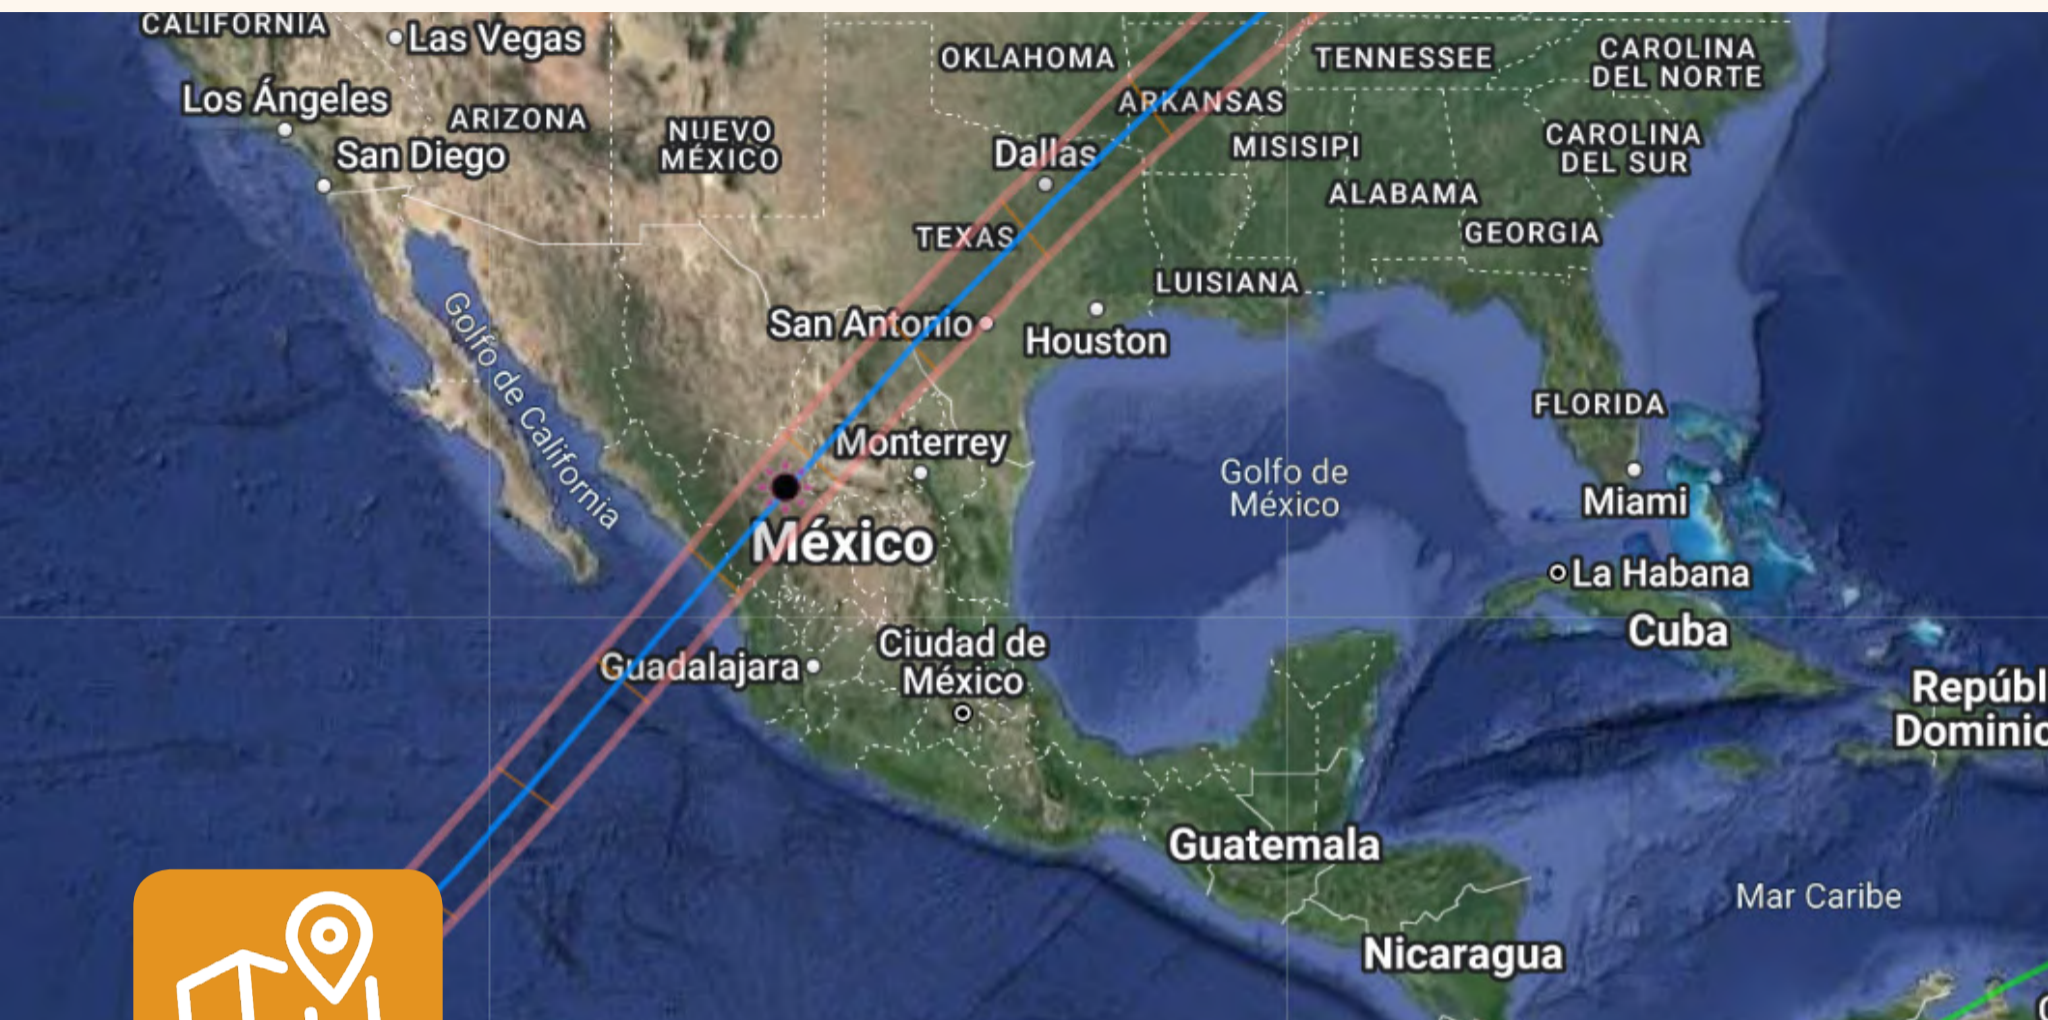 CALIFORNIA
Las Vegas
OKLAHOMA
TENNESSEE
CAROLINA
DEL NORTE
Los Ángeles
ARIZONA
ARKANSAS
NUEVO
MÉXICO
San Diego
Dallas
MISISIPI
CAROLINA
DEL SUR
ALABAMA
TEXAS
GEORGIA
LUISIANA
San Antonio
Houston
Golfo de California
FLORIDA
Monterrey
Golfo de
México
Miami
México
La Habana
Cuba
Guadalajara
Ciudad de
México
Repúbl
Dominic
Guatemala
Mar Caribe
Nicaragua